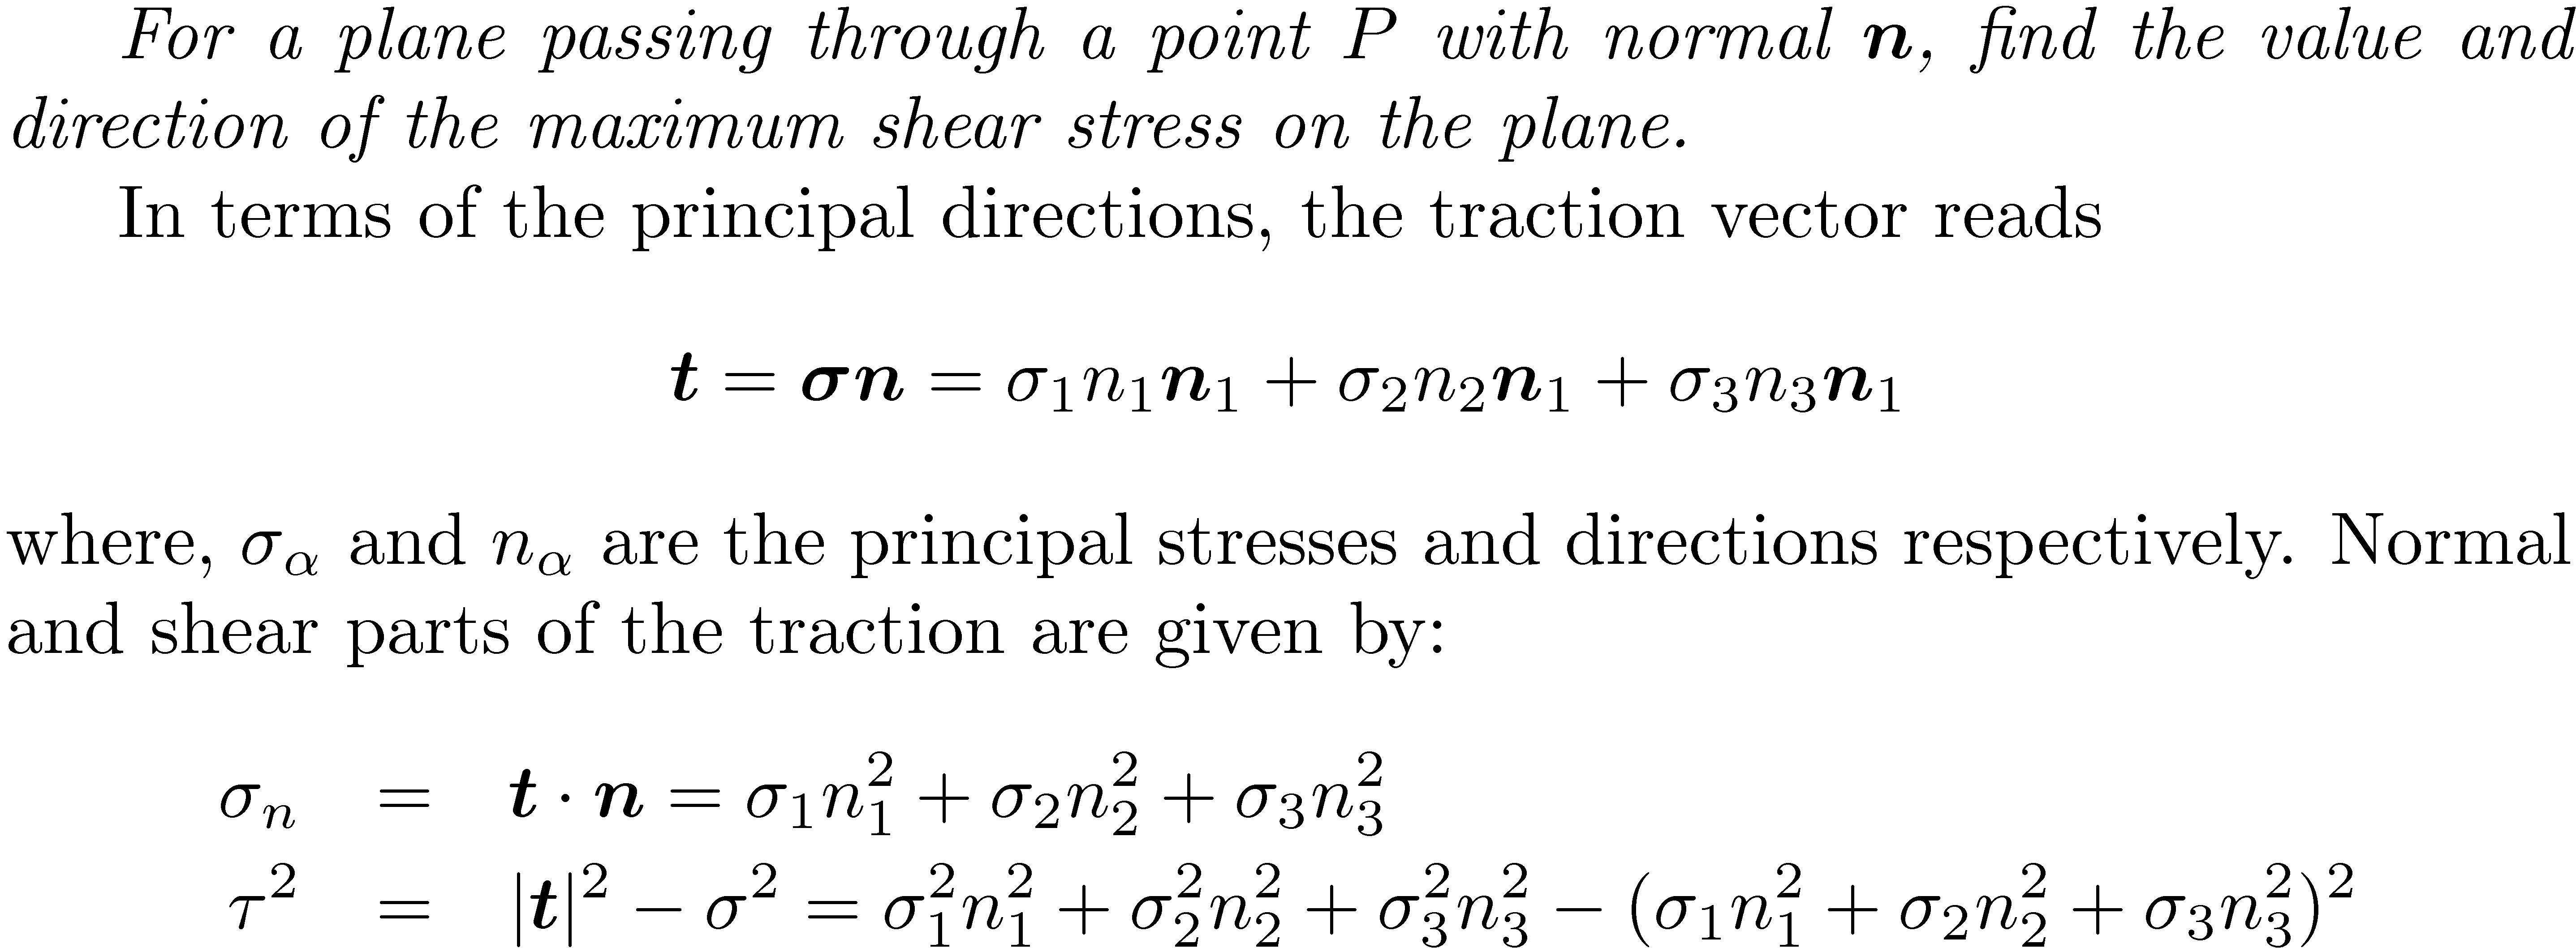 For a plane passing through a point P with normal n, find the value and
direction of the maximum shear stress on the plane.
In terms of the principal directions, the traction vector reads
t = σn = σ₁n₁n₁ + σ₂n₂n₁ + σ₃n₃n₁
where, σ_α and n_α are the principal stresses and directions respectively. Normal
and shear parts of the traction are given by:
σ_n = t · n = σ₁n₁² + σ₂n₂² + σ₃n₃²
τ² = |t|² − σ² = σ₁²n₁² + σ₂²n₂² + σ₃²n₃² − (σ₁n₁² + σ₂n₂² + σ₃n₃²)²